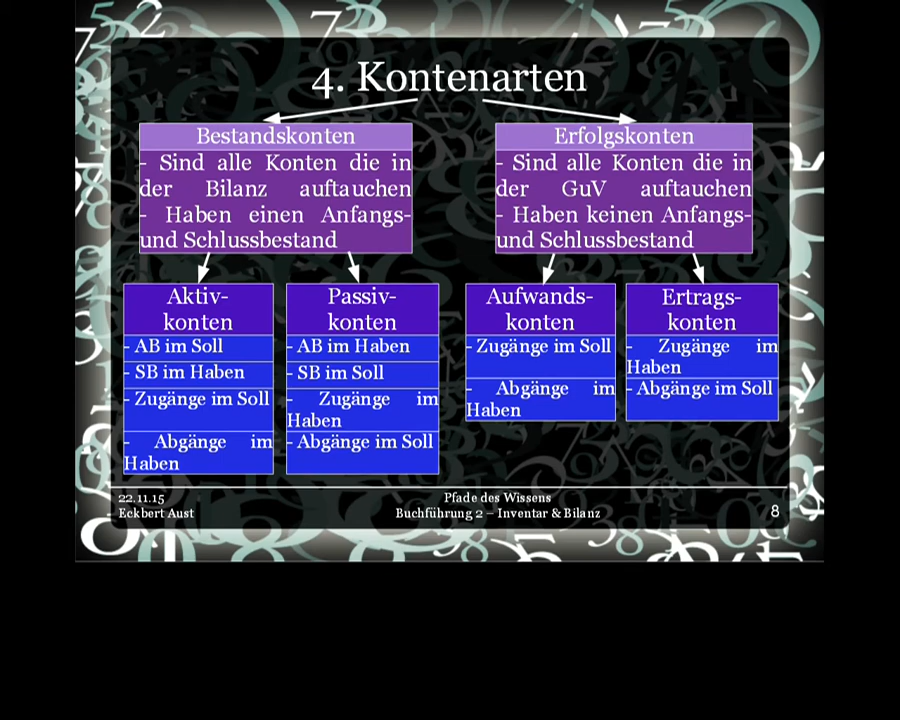 4. Kontenarten
Bestandskonten
- Sind alle Konten die in
der Bilanz auftauchen
- Haben einen Anfangs-
und Schlussbestand
Erfolgskonten
- Sind alle Konten die in
der GuV auftauchen
- Haben keinen Anfangs-
und Schlussbestand
Aktiv-
konten
- AB im Soll
- SB im Haben
- Zugänge im Soll
- Abgänge im
Haben
Passiv-
konten
- AB im Haben
- SB im Soll
- Zugänge im
Haben
- Abgänge im Soll
Aufwands-
konten
- Zugänge im Soll
- Abgänge im
Haben
Ertrags-
konten
- Zugänge im
Haben
- Abgänge im Soll
22.11.15
Eckbert Aust
Pfade des Wissens
Buchführung 2 – Inventar & Bilanz
8